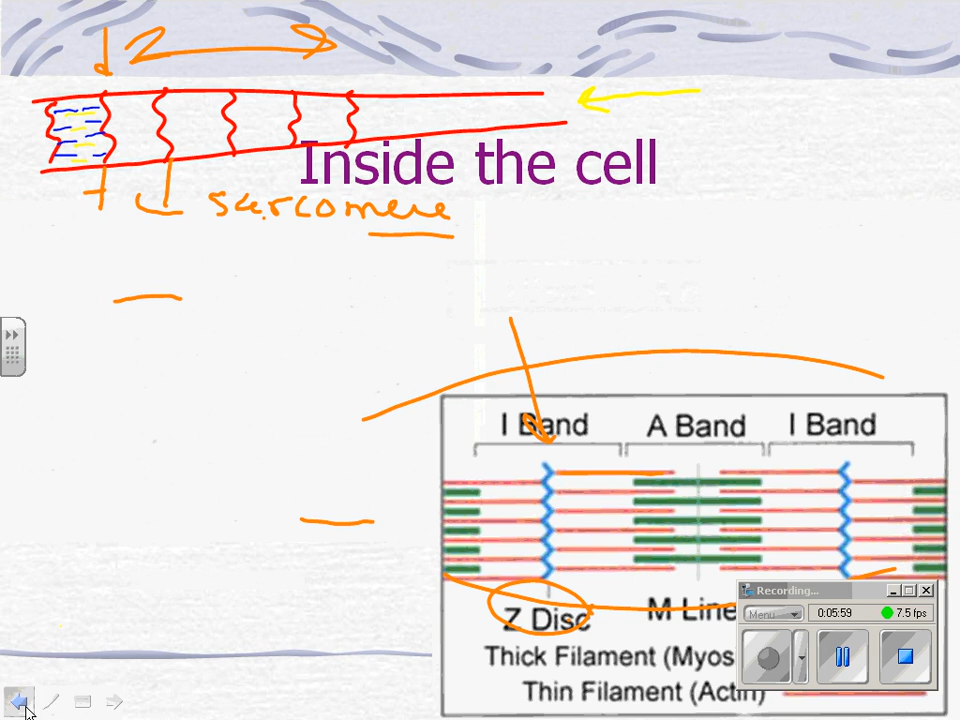 Z
Inside the cell
sarcomere
I Band A Band I Band
Recording...
Menu 0:05:59 7.5 fps
Z Disc M Line
Thick Filament (Myos
Thin Filament (Actin)